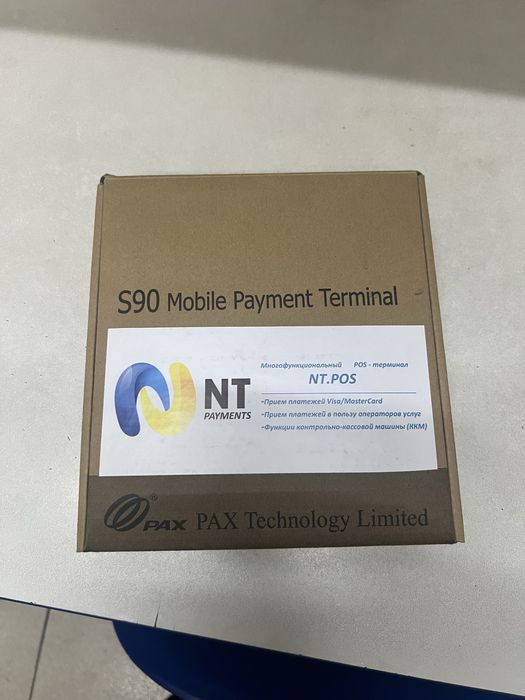 S90 Mobile Payment Terminal
NT
PAYMENTS
Многофункциональный POS - терминал
NT.POS
•Прием платежей Visa/MasterCard
•Прием платежей в пользу операторов услуг
•Функции контрольно-кассовой машины (ККМ)
PAX® PAX Technology Limited